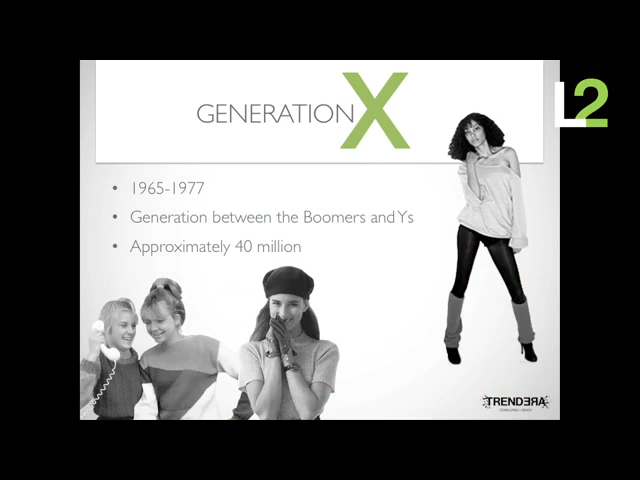 L2
GENERATION X
• 1965-1977
• Generation between the Boomers and Ys
• Approximately 40 million
TRENDERA